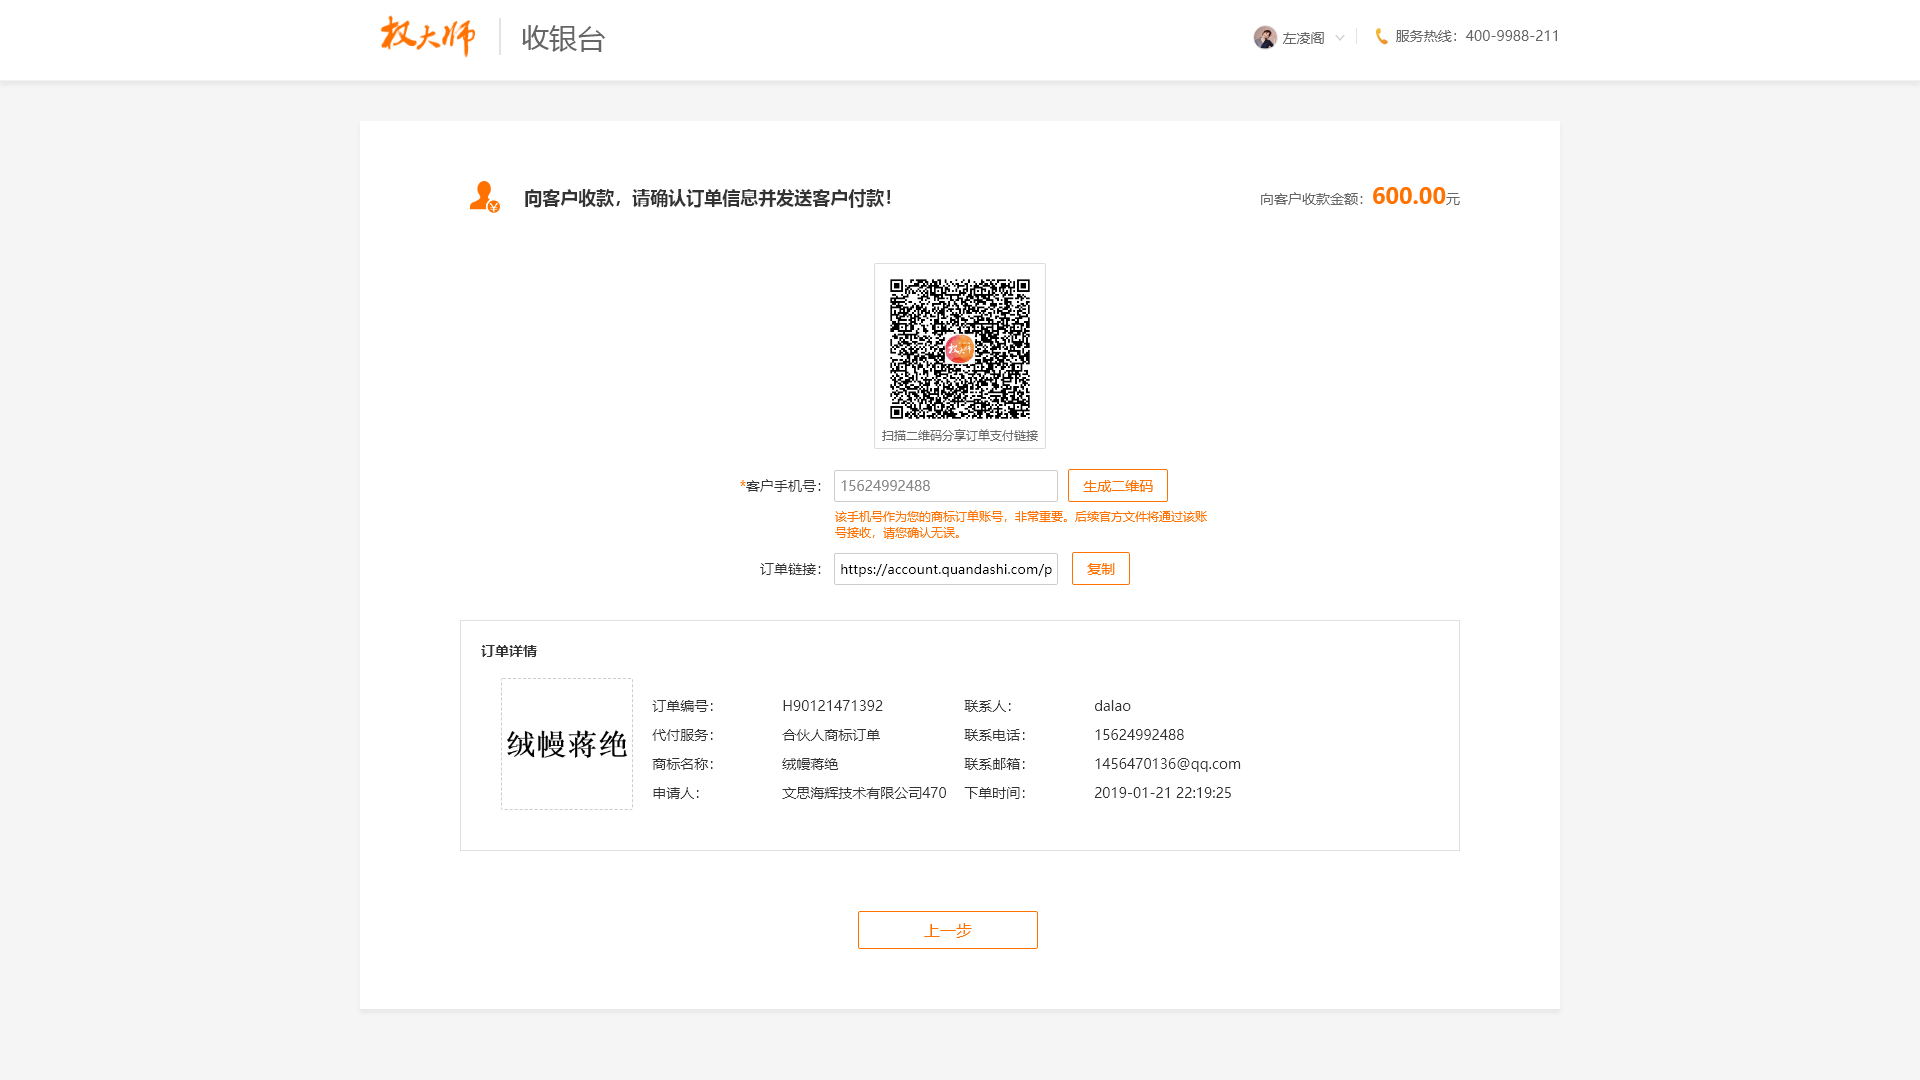 权大师
收银台
左凌阁
服务热线：400-9988-211
向客户收款，请确认订单信息并发送客户付款！
向客户收款金额：600.00元
权大师
扫描二维码分享订单支付链接
*客户手机号：
15624992488
生成二维码
该手机号作为您的商标订单账号，非常重要。后续官方文件将通过该账
号接收，请您确认无误。
订单链接：
https://account.quandashi.com/p
复制
订单详情
绒幔蒋绝
订单编号： H90121471392 联系人： dalao
代付服务： 合伙人商标订单 联系电话： 15624992488
商标名称： 绒幔蒋绝 联系邮箱： 1456470136@qq.com
申请人： 文思海辉技术有限公司470 下单时间： 2019-01-21 22:19:25
上一步